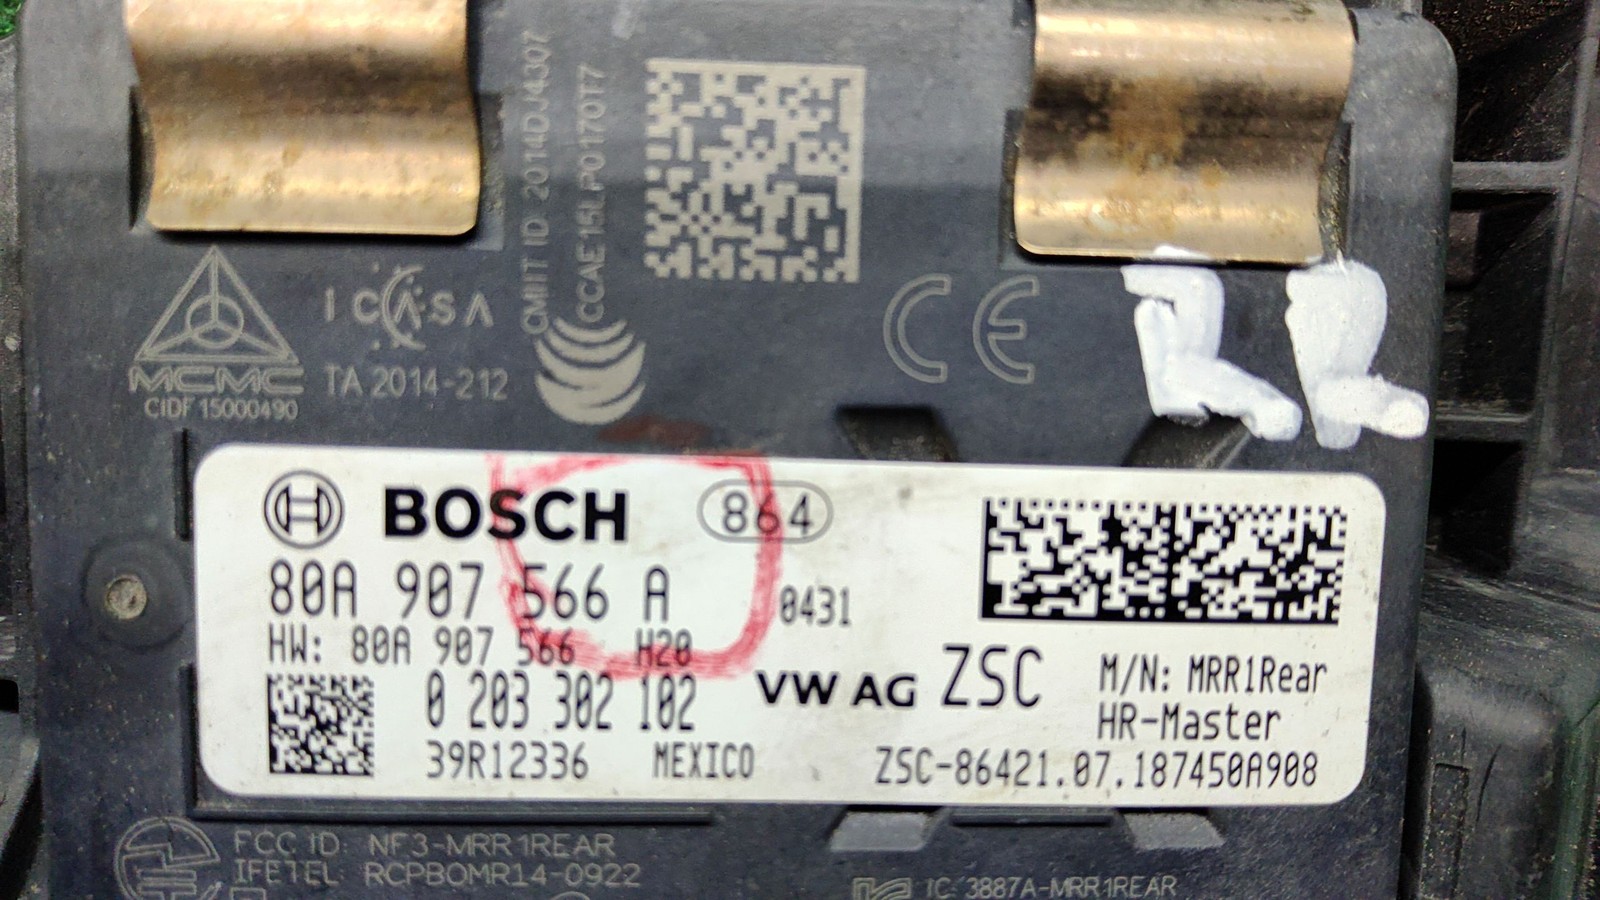 CMIIT ID: 2014DJ4307
CCAE15LP0170T7
ICASA
TA 2014-212
MCMC
CIDF15000490
CE
RR
BOSCH 864
80A 907 566 A 0431
HW: 80A 907 566 H20
0 203 302 102
39R12336 MEXICO
VW AG ZSC
M/N: MRR1Rear
HR-Master
ZSC-86421.07.187450A908
FCC ID: NF3-MRR1REAR
IFETEL: RCPBOMR14-0922
IC: 3887A-MRR1REAR